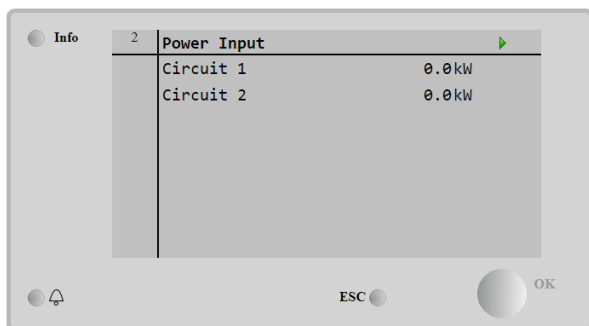 Info
2 Power Input
Circuit 1 0.0kW
Circuit 2 0.0kW
ESC
OK